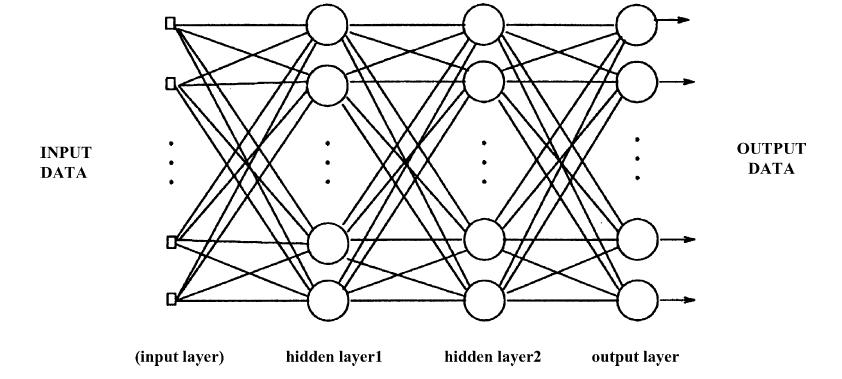 INPUT
DATA
OUTPUT
DATA
(input layer)
hidden layer1
hidden layer2
output layer